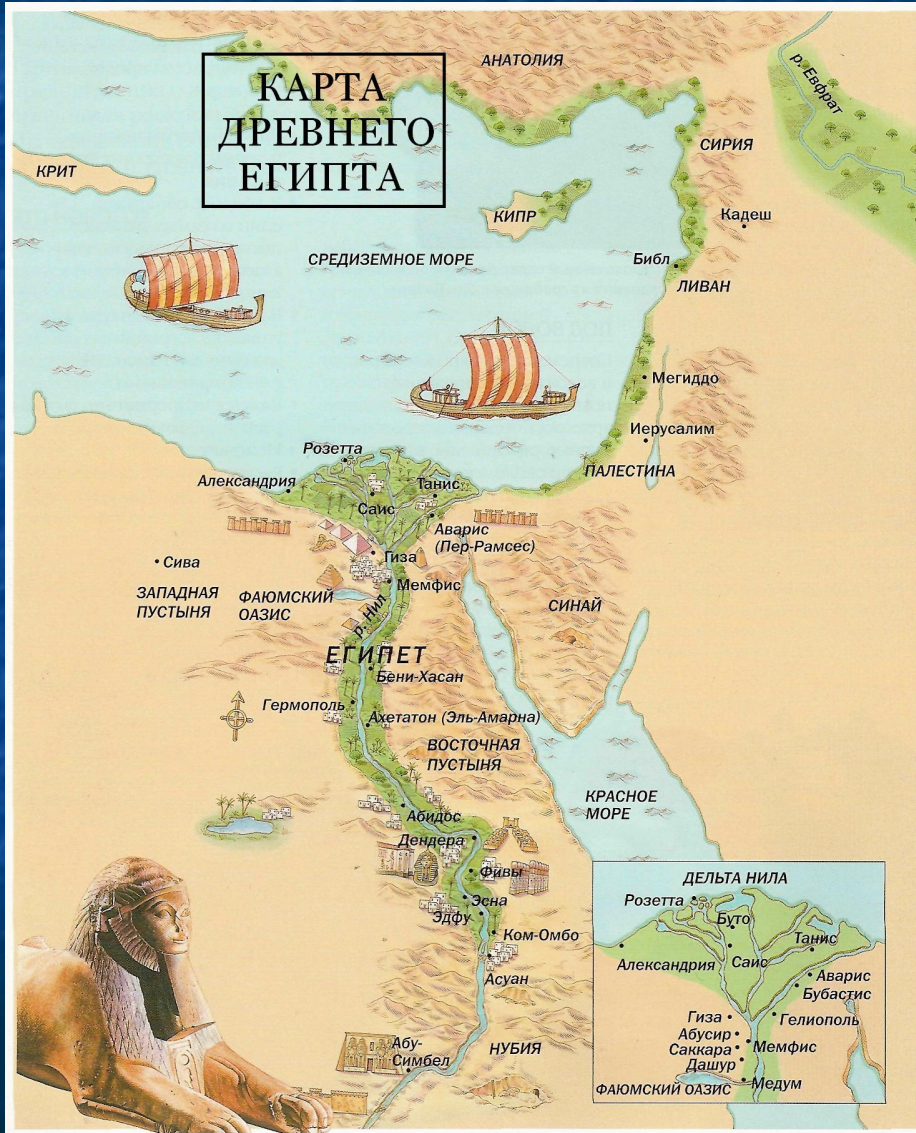 КАРТА
ДРЕВНЕГО
ЕГИПТА
АНАТОЛИЯ
р. Евфрат
СИРИЯ
КРИТ
КИПР
Кадеш
СРЕДИЗЕМНОЕ МОРЕ
Библ
ЛИВАН
Мегиддо
Иерусалим
ПАЛЕСТИНА
Розетта
Александрия
Танис
Саис
Аварис
(Пер-Рамсес)
Гиза
Сива
Мемфис
ЗАПАДНАЯ
ПУСТЫНЯ
ФАЮМСКИЙ
ОАЗИС
р. Нил
СИНАЙ
ЕГИПЕТ
Бени-Хасан
Гермополь
Ахетатон (Эль-Амарна)
ВОСТОЧНАЯ
ПУСТЫНЯ
КРАСНОЕ
МОРЕ
Абидос
Дендера
Фивы
Эсна
Эдфу
Ком-Омбо
Асуан
Абу-
Симбел
НУБИЯ
ДЕЛЬТА НИЛА
Розетта
Буто
Танис
Александрия
Саис
Аварис
Бубастис
Гиза
Гелиополь
Абусир
Мемфис
Саккара
Дашур
ФАЮМСКИЙ ОАЗИС
Медум